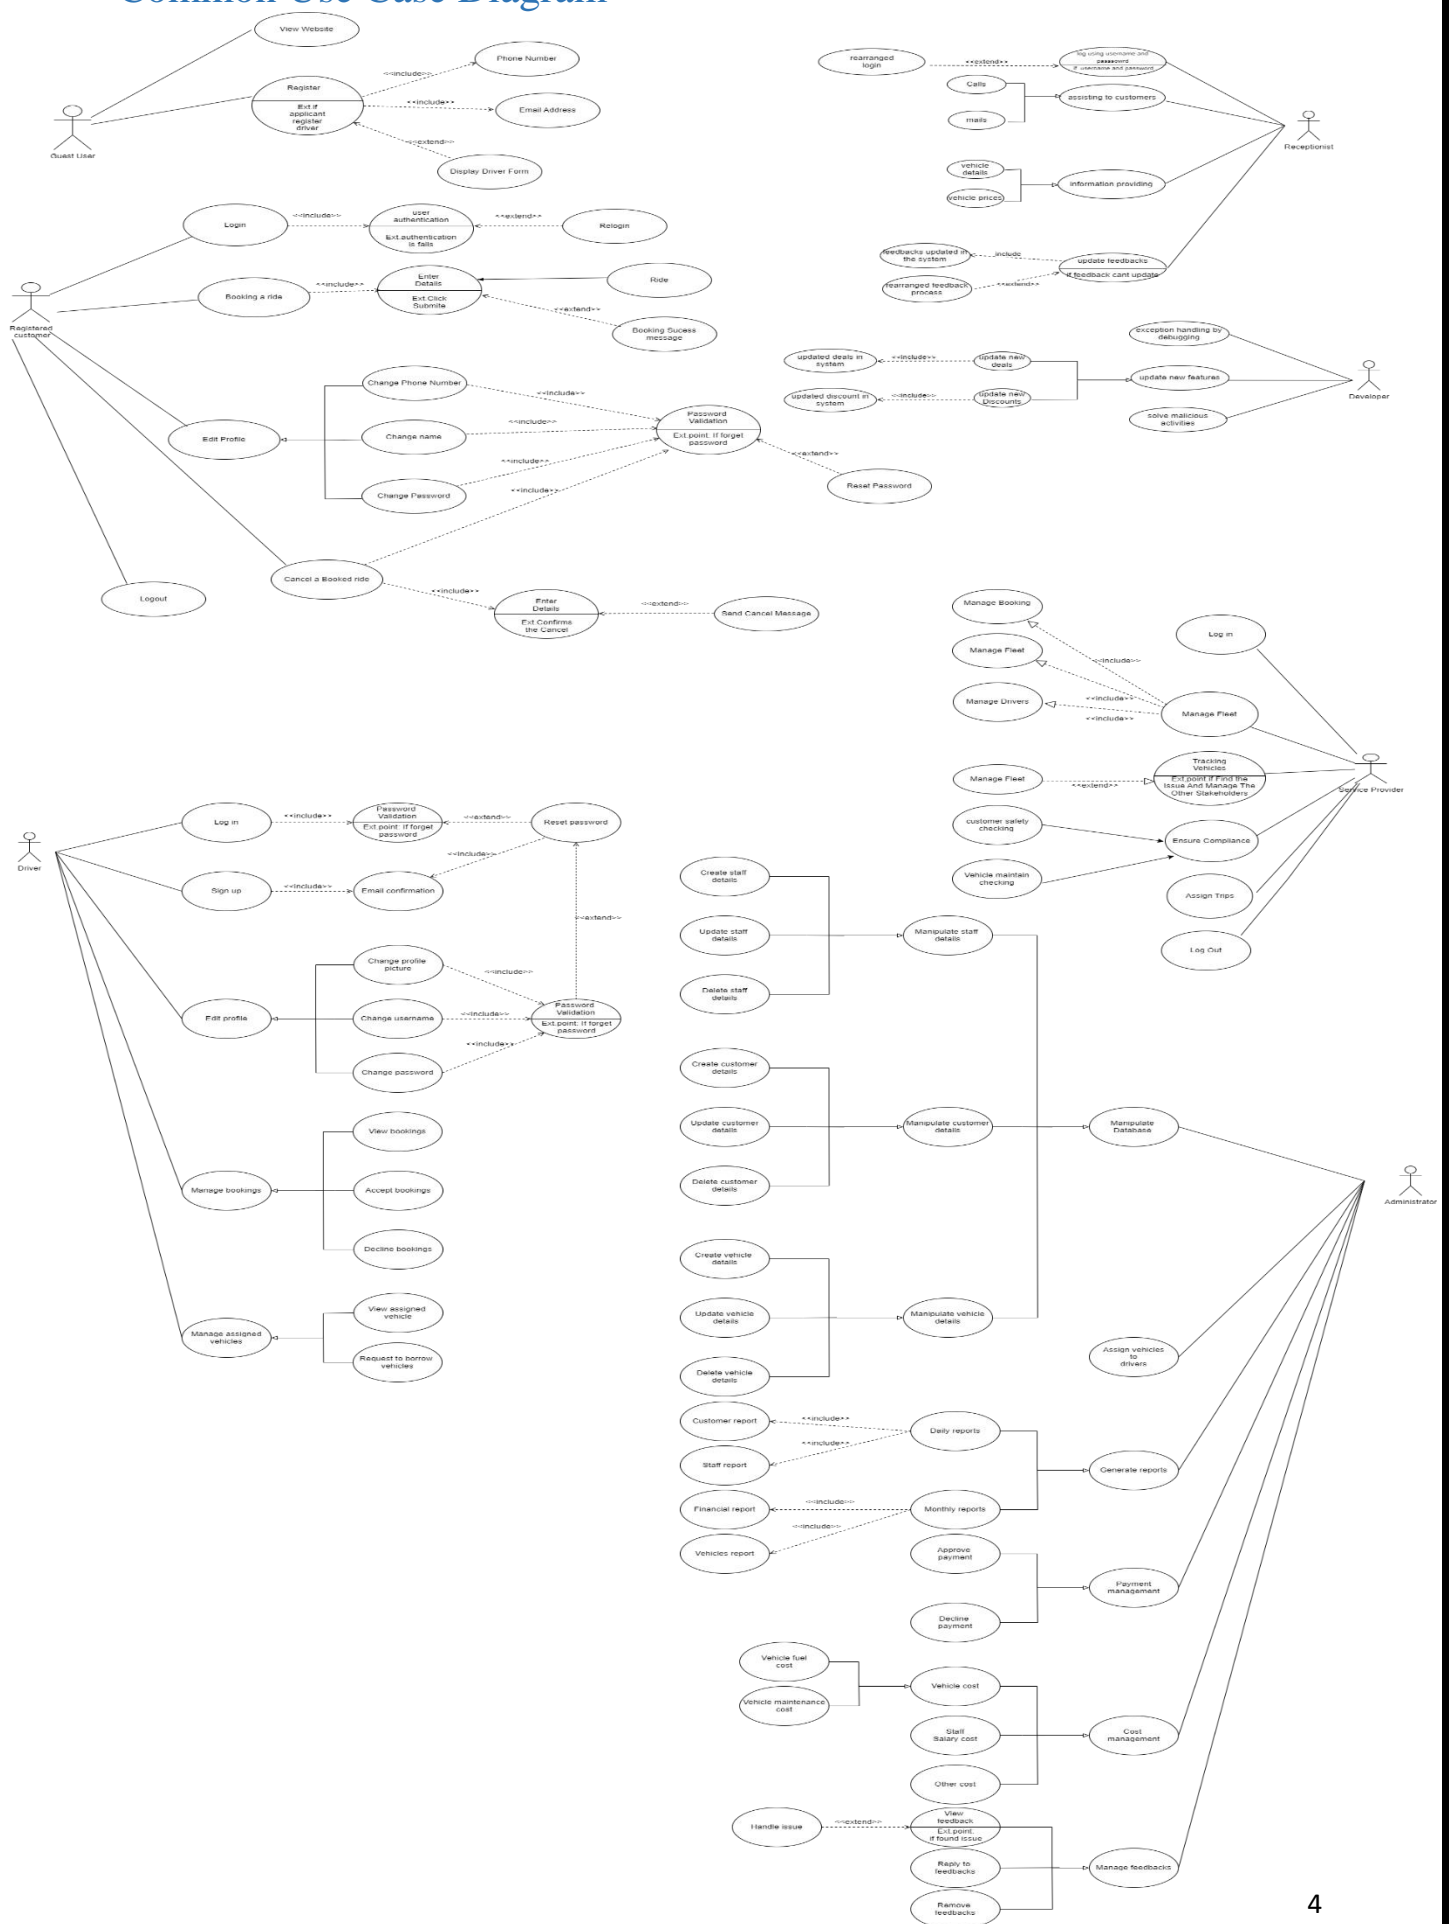 Common Use Case Diagram
View Website
Phone Number
<<include>>
Register
Ext.if
applicant
register
driver
<<include>>
Email Address
Guest User
<<extend>>
Display Driver Form
rearranged
login
<<extend>>
log using username and
passoword
if username and password
Calls
assisting to customers
mails
Receptionist
vehicle
details
information providing
vehicle prices
feedbacks updated in
the system
include
update feedbacks
if feedback cant update
rearranged feedback
process
<<extend>>
Login
<<include>>
user
authentication
Ext.authentication
is fails
<<extend>>
Relogin
Registered
customer
Booking a ride
<<include>>
Enter
Details
Ext.Click
Submite
Ride
<<extend>>
Booking Sucess
message
Change Phone Number
<<include>>
Edit Profile
Change name
<<include>>
Password
Validation
Ext.point: If forget
password
Change Password
<<include>>
<<extend>>
Reset Password
Cancel a Booked ride
<<include>>
Enter
Details
Ext.Confirms
the Cancel
<<extend>>
Send Cancel Message
Logout
exception handling by
debugging
updated deals in
system
<<include>>
update new
deals
update new features
Developer
updated discount in
system
<<include>>
update new
Discounts
solve malicious
activities
Manage Booking
Log in
Manage Fleet
<<include>>
Manage Drivers
<<include>>
<<include>>
Manage Fleet
Manage Fleet
<<extend>>
Tracking
Vehicles
Ext.point if Find the
Issue And Manage The
Other Stakeholders
Service Provider
customer safety
checking
Ensure Compliance
Vehicle maintain
checking
Assign Trips
Log Out
Driver
Log in
<<include>>
Password
Validation
Ext.point: If forget
password
<<extend>>
Reset password
<<include>>
Sign up
<<include>>
Email confirmation
<<extend>>
Change profile
picture
<<include>>
Edit profile
Change username
<<include>>
Password
Validation
Ext.point: If forget
password
Change password
<<include>>
View bookings
Manage bookings
Accept bookings
Decline bookings
View assigned
vehicle
Manage assigned
vehicles
Request to borrow
vehicles
Create staff
details
Update staff
details
Manipulate staff
details
Delete staff
details
Create customer
details
Update customer
details
Manipulate customer
details
Manipulate
Database
Administrator
Delete customer
details
Create vehicle
details
Update vehicle
details
Manipulate vehicle
details
Delete vehicle
details
Assign vehicles
to
drivers
Customer report
<<include>>
Daily reports
Staff report
<<include>>
Generate reports
Financial report
<<include>>
Monthly reports
Vehicles report
<<include>>
Approve
payment
Payment
management
Decline
payment
Vehicle fuel
cost
Vehicle cost
Vehicle maintenance
cost
Staff
Salary cost
Cost
management
Other cost
Handle issue
<<extend>>
View
feedback
Ext.point:
if found issue
Reply to
feedbacks
Manage feedbacks
Remove
feedbacks
4